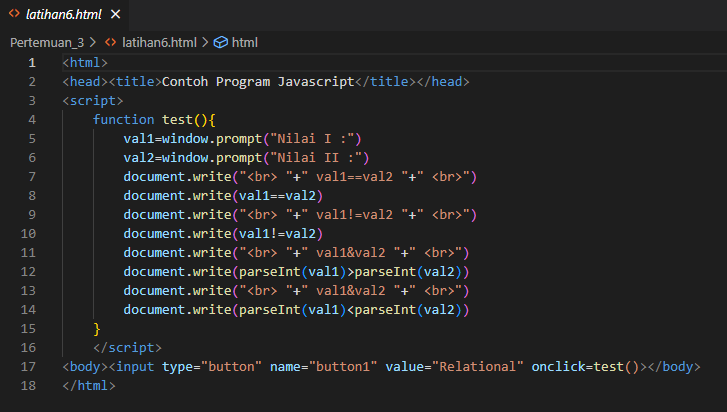 latihan6.html
Pertemuan_3 > latihan6.html > html
1 <html>
2 <head><title>Contoh Program Javascript</title></head>
3 <script>
4 function test(){
5 val1=window.prompt("Nilai I :")
6 val2=window.prompt("Nilai II :")
7 document.write("<br> "+" val1==val2 "+" <br>")
8 document.write(val1==val2)
9 document.write("<br> "+" val1!=val2 "+" <br>")
10 document.write(val1!=val2)
11 document.write("<br> "+" val1&val2 "+" <br>")
12 document.write(parseInt(val1)>parseInt(val2))
13 document.write("<br> "+" val1&val2 "+" <br>")
14 document.write(parseInt(val1)<parseInt(val2))
15 }
16 </script>
17 <body><input type="button" name="button1" value="Relational" onclick=test()></body>
18 </html>